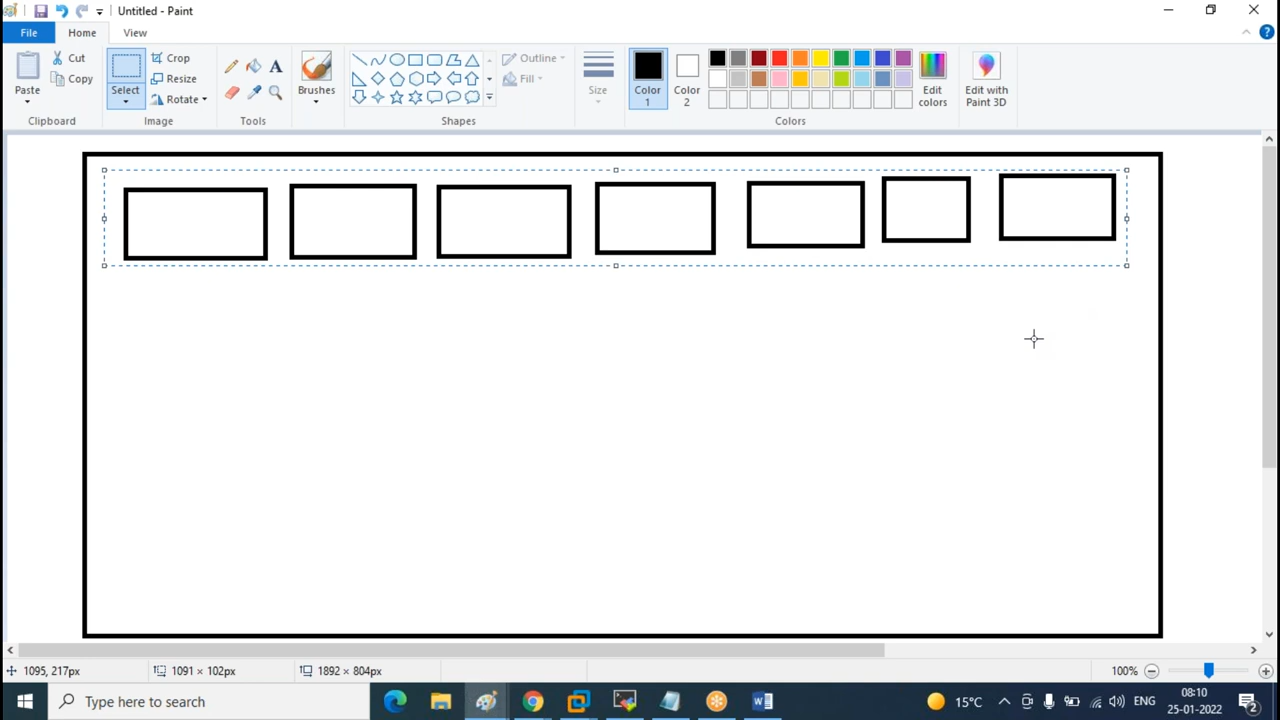 Untitled - Paint
File Home View
Paste
Cut
Copy
Clipboard
Select
Crop
Resize
Rotate
Image
A
Tools
Brushes
Shapes
Outline
Fill
Size
Color 1
Color 2
Colors
Edit colors
Edit with Paint 3D
1095, 217px
1091 × 102px
1892 × 804px
100%
Type here to search
15°C
ENG
08:10
25-01-2022
2